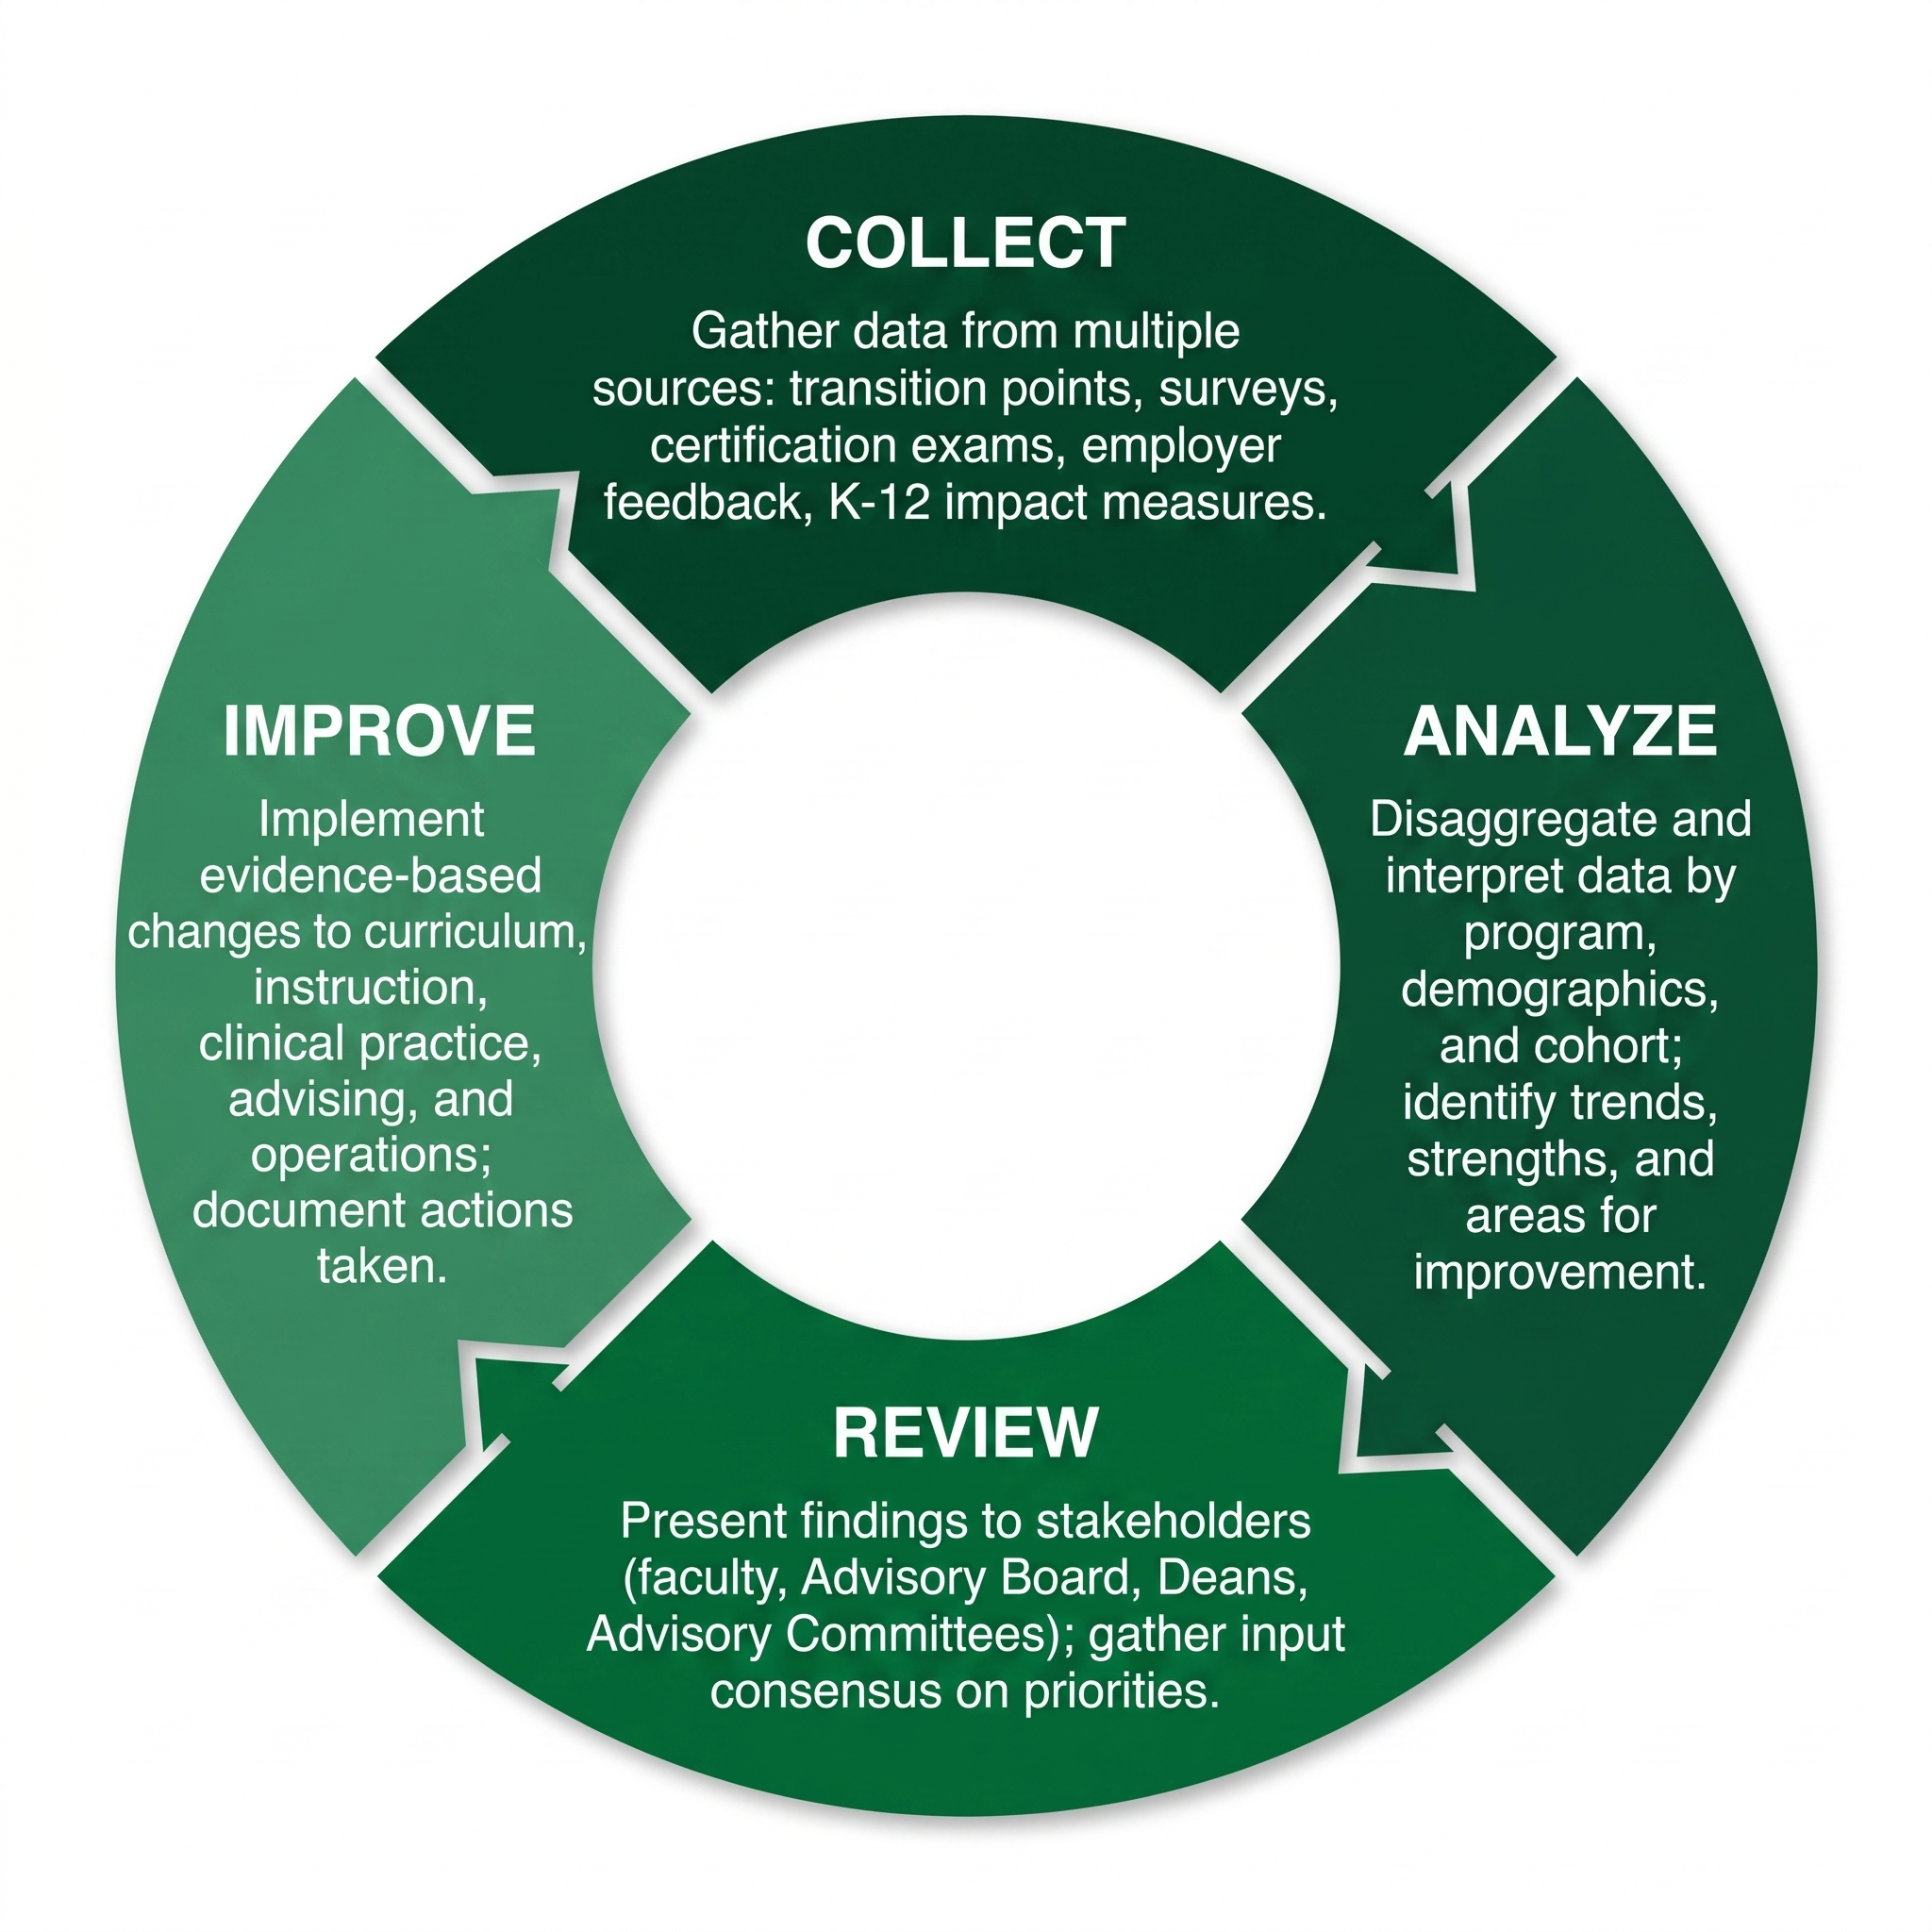 COLLECT
Gather data from multiple
sources: transition points, surveys,
certification exams, employer
feedback, K-12 impact measures.
ANALYZE
Disaggregate and
interpret data by
program,
demographics,
and cohort;
identify trends,
strengths, and
areas for
improvement.
REVIEW
Present findings to stakeholders
(faculty, Advisory Board, Deans,
Advisory Committees); gather input
consensus on priorities.
IMPROVE
Implement
evidence-based
changes to curriculum,
instruction,
clinical practice,
advising, and
operations;
document actions
taken.